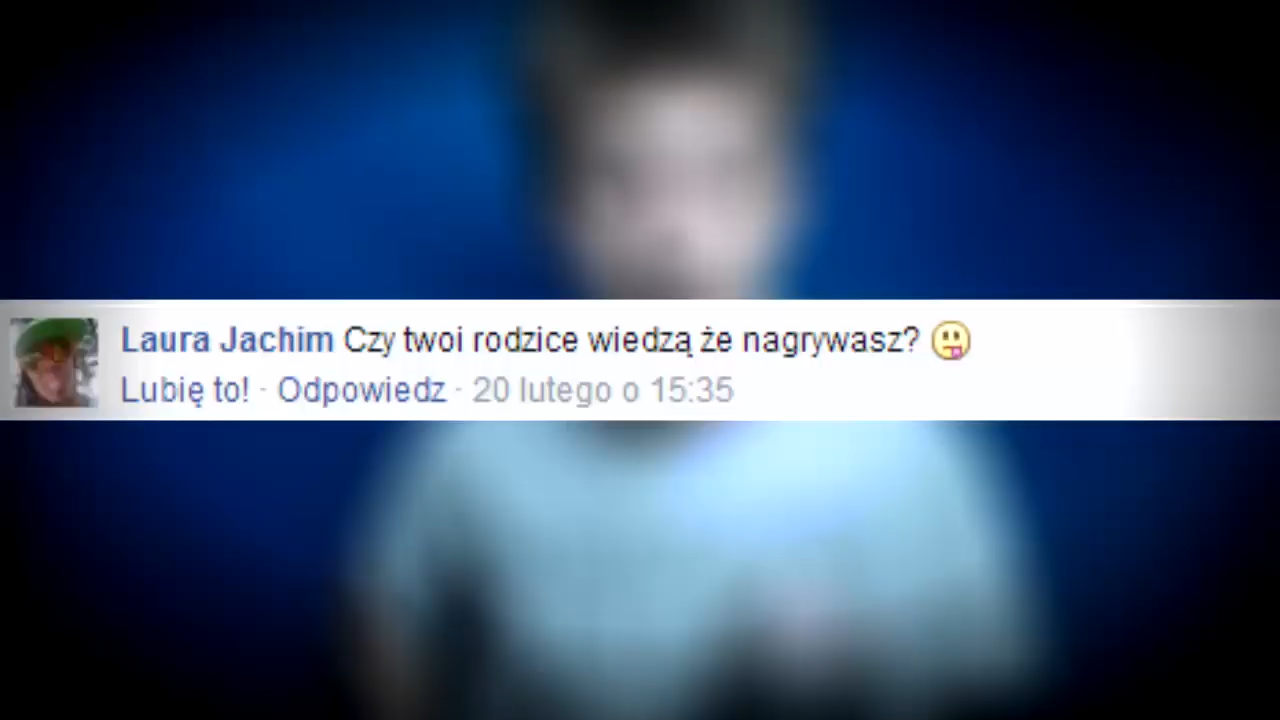 Laura Jachim Czy twoi rodzice wiedzą że nagrywasz? 😛
Lubię to! · Odpowiedz · 20 lutego o 15:35